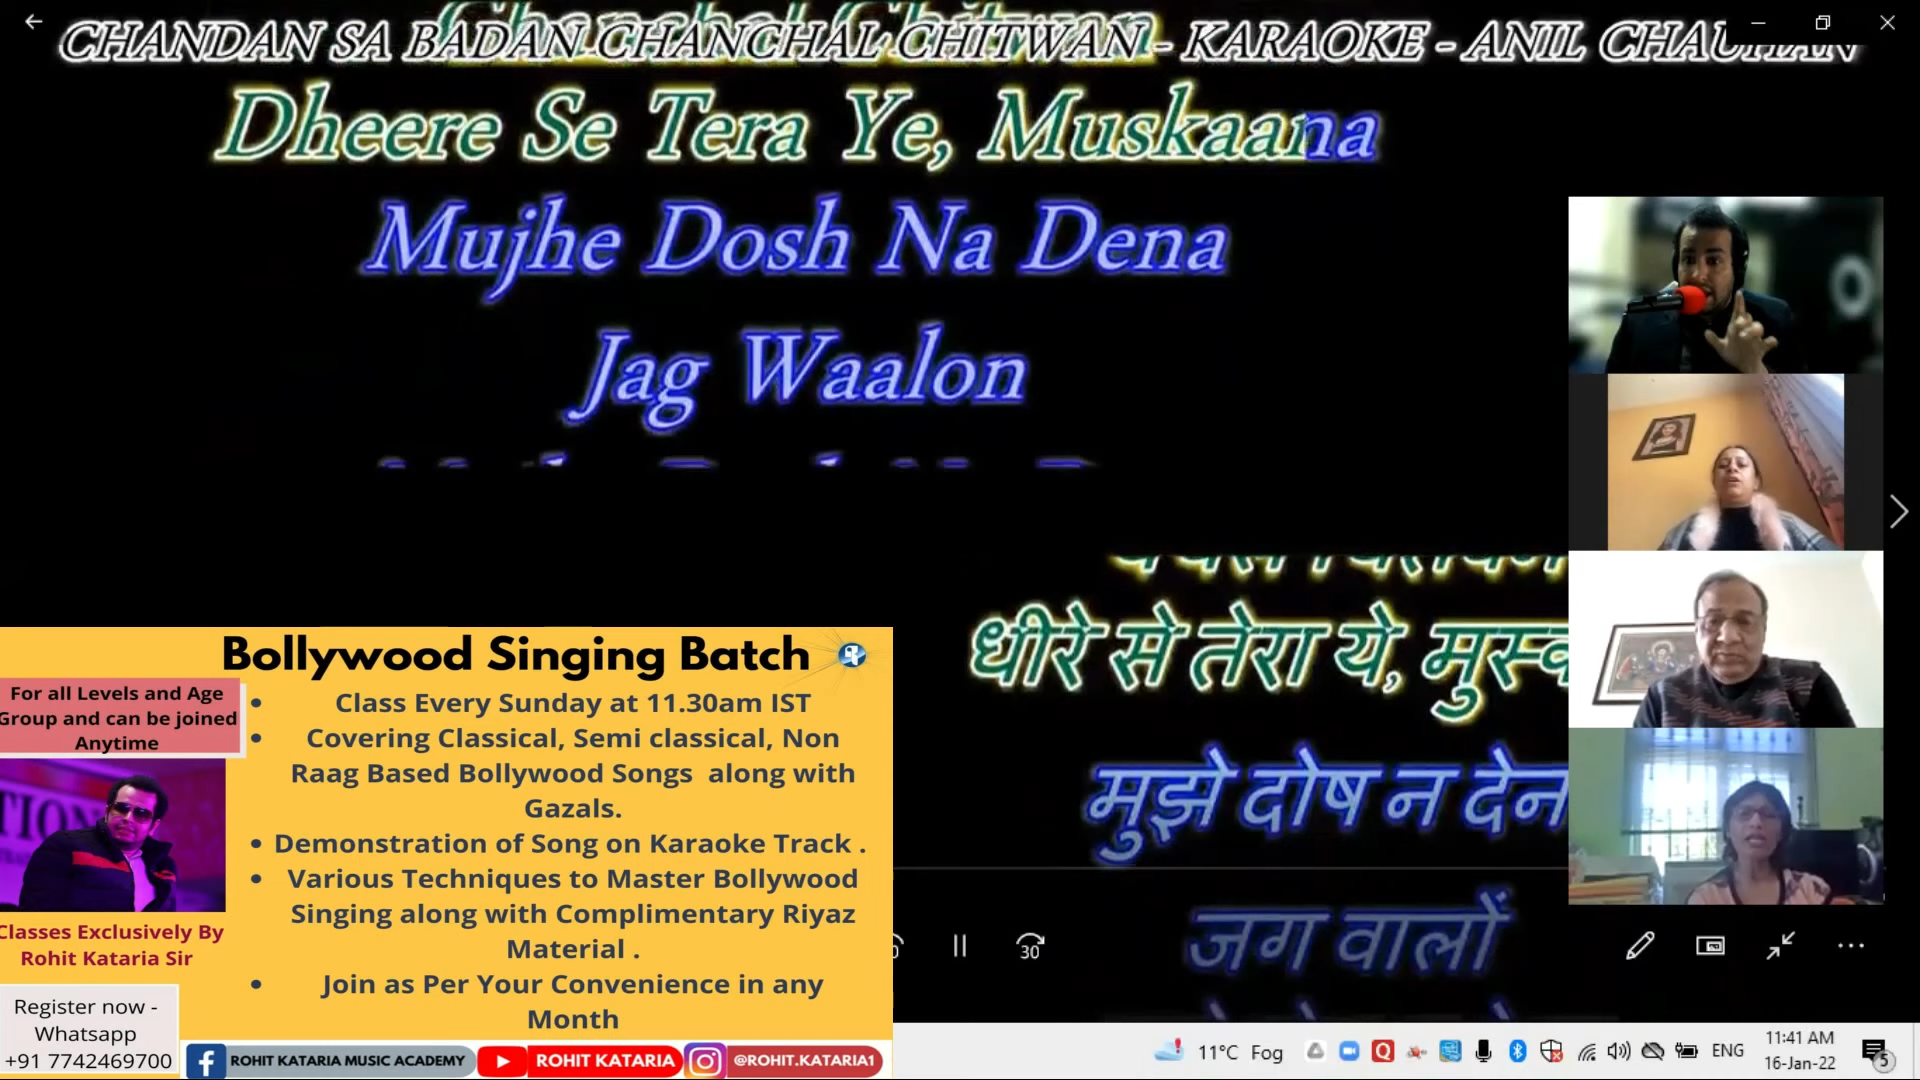 CHANDAN SA BADAN CHANCHAL CHITWAN - KARAOKE - ANIL CHAUHAN
Dheere Se Tera Ye, Muskaana
Mujhe Dosh Na Dena
Jag Waalon
धीरे से तेरा ये,
मुझे दोष न
जग वालों
30
Bollywood Singing Batch
For all Levels and Age
Group and can be joined
Anytime
• Class Every Sunday at 11.30am IST
• Covering Classical, Semi classical, Non
Raag Based Bollywood Songs along with
Gazals.
• Demonstration of Song on Karaoke Track .
• Various Techniques to Master Bollywood
Singing along with Complimentary Riyaz
Material .
• Join as Per Your Convenience in any
Month
TION
Classes Exclusively By
Rohit Kataria Sir
Register now -
Whatsapp
+91 7742469700
ROHIT KATARIA MUSIC ACADEMY
ROHIT KATARIA
@ROHIT.KATARIA1
11°C Fog
ENG
11:41 AM
16-Jan-22
5